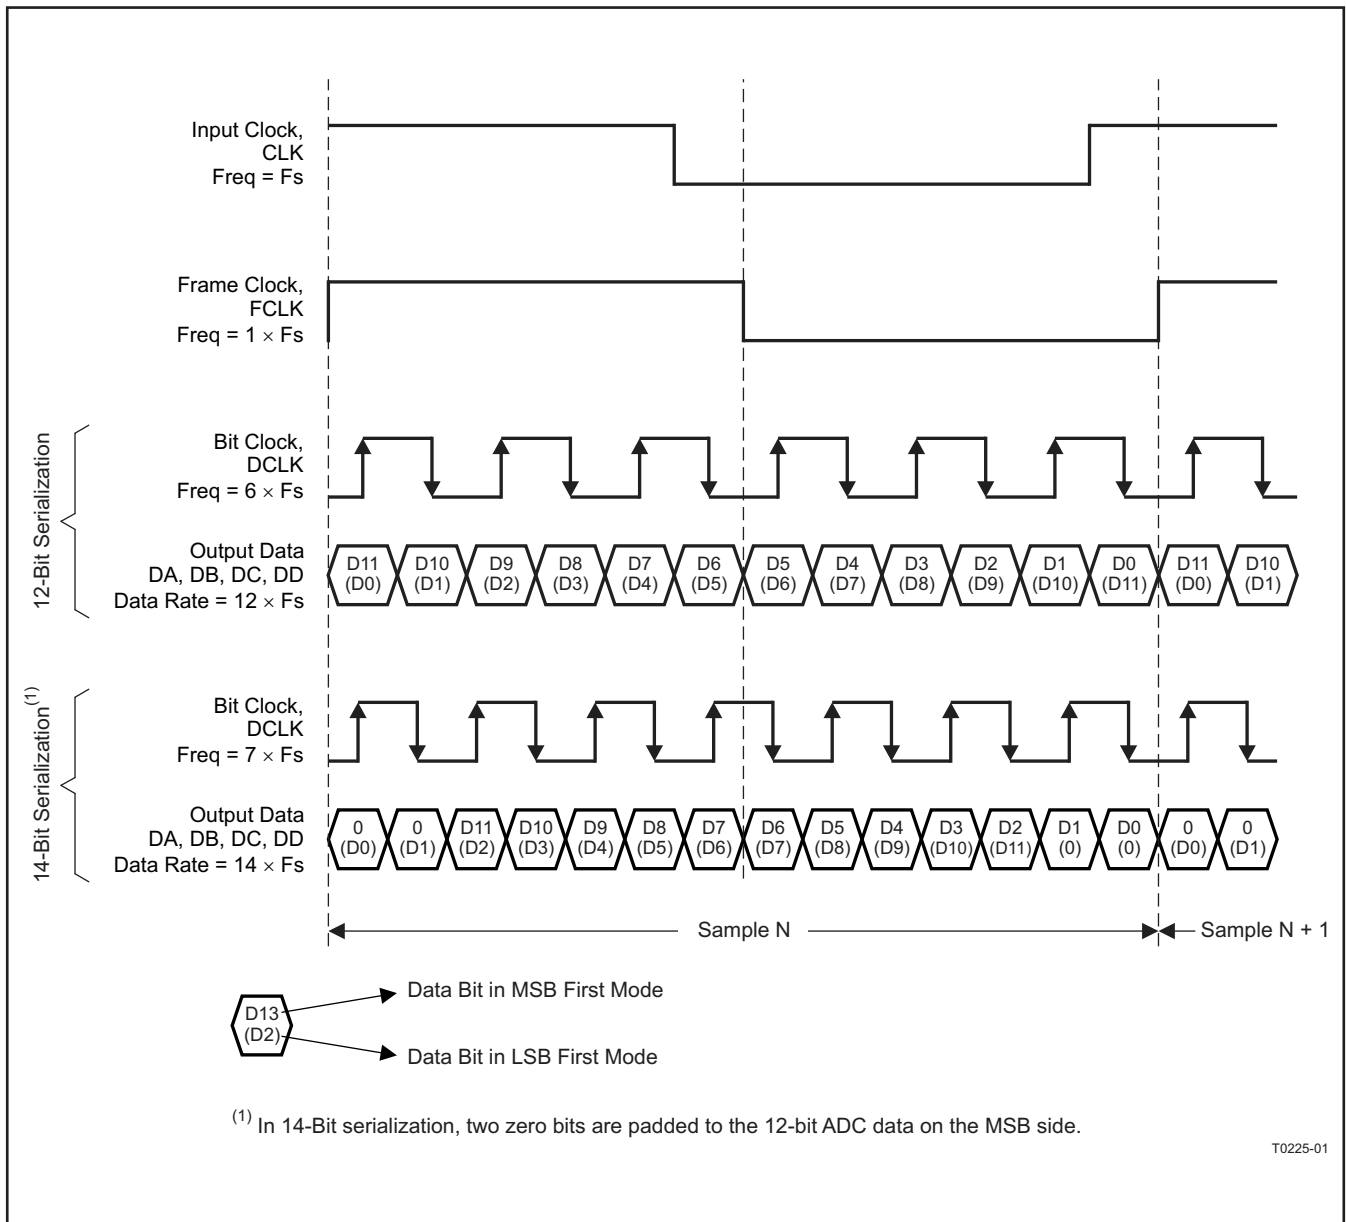 Input Clock,
CLK
Freq = Fs
Frame Clock,
FCLK
Freq = 1 × Fs
12-Bit Serialization
Bit Clock,
DCLK
Freq = 6 × Fs
Output Data
DA, DB, DC, DD
Data Rate = 12 × Fs
D11 D10 D9 D8 D7 D6 D5 D4 D3 D2 D1 D0 D11 D10
(D0) (D1) (D2) (D3) (D4) (D5) (D6) (D7) (D8) (D9) (D10) (D11) (D0) (D1)
14-Bit Serialization(1)
Bit Clock,
DCLK
Freq = 7 × Fs
Output Data
DA, DB, DC, DD
Data Rate = 14 × Fs
0 0 D11 D10 D9 D8 D7 D6 D5 D4 D3 D2 D1 D0 0 0
(D0) (D1) (D2) (D3) (D4) (D5) (D6) (D7) (D8) (D9) (D10) (D11) (0) (0) (D0) (D1)
Sample N
Sample N + 1
D13
(D2)
Data Bit in MSB First Mode
Data Bit in LSB First Mode
(1) In 14-Bit serialization, two zero bits are padded to the 12-bit ADC data on the MSB side.
T0225-01